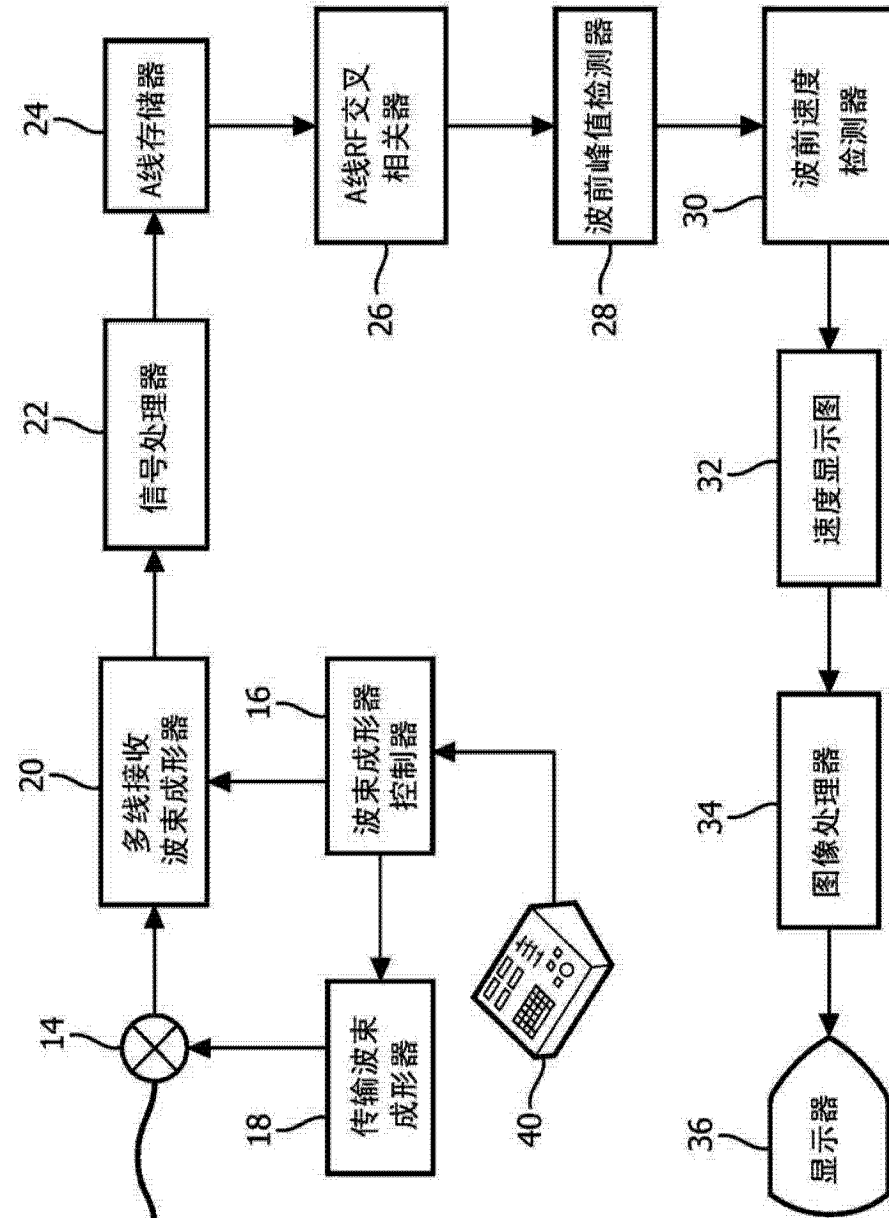 14
20
多线接收
波束成形器
22
信号处理器
24
A线存储器
18
传输波束
成形器
16
波束成形器
控制器
A线RF交叉
相关器
26
40
波前峰值检测器
28
36
显示器
34
图像处理器
32
速度显示图
30
波前速度
检测器